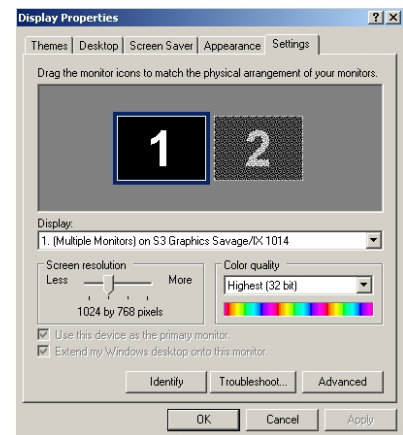 Display Properties
Themes Desktop Screen Saver Appearance Settings
Drag the monitor icons to match the physical arrangement of your monitors.
1 2
Display:
1. (Multiple Monitors) on S3 Graphics Savage/IX 1014
Screen resolution
Less More
1024 by 768 pixels
Color quality
Highest (32 bit)
Use this device as the primary monitor.
Extend my Windows desktop onto this monitor.
Identify Troubleshoot... Advanced
OK Cancel Apply